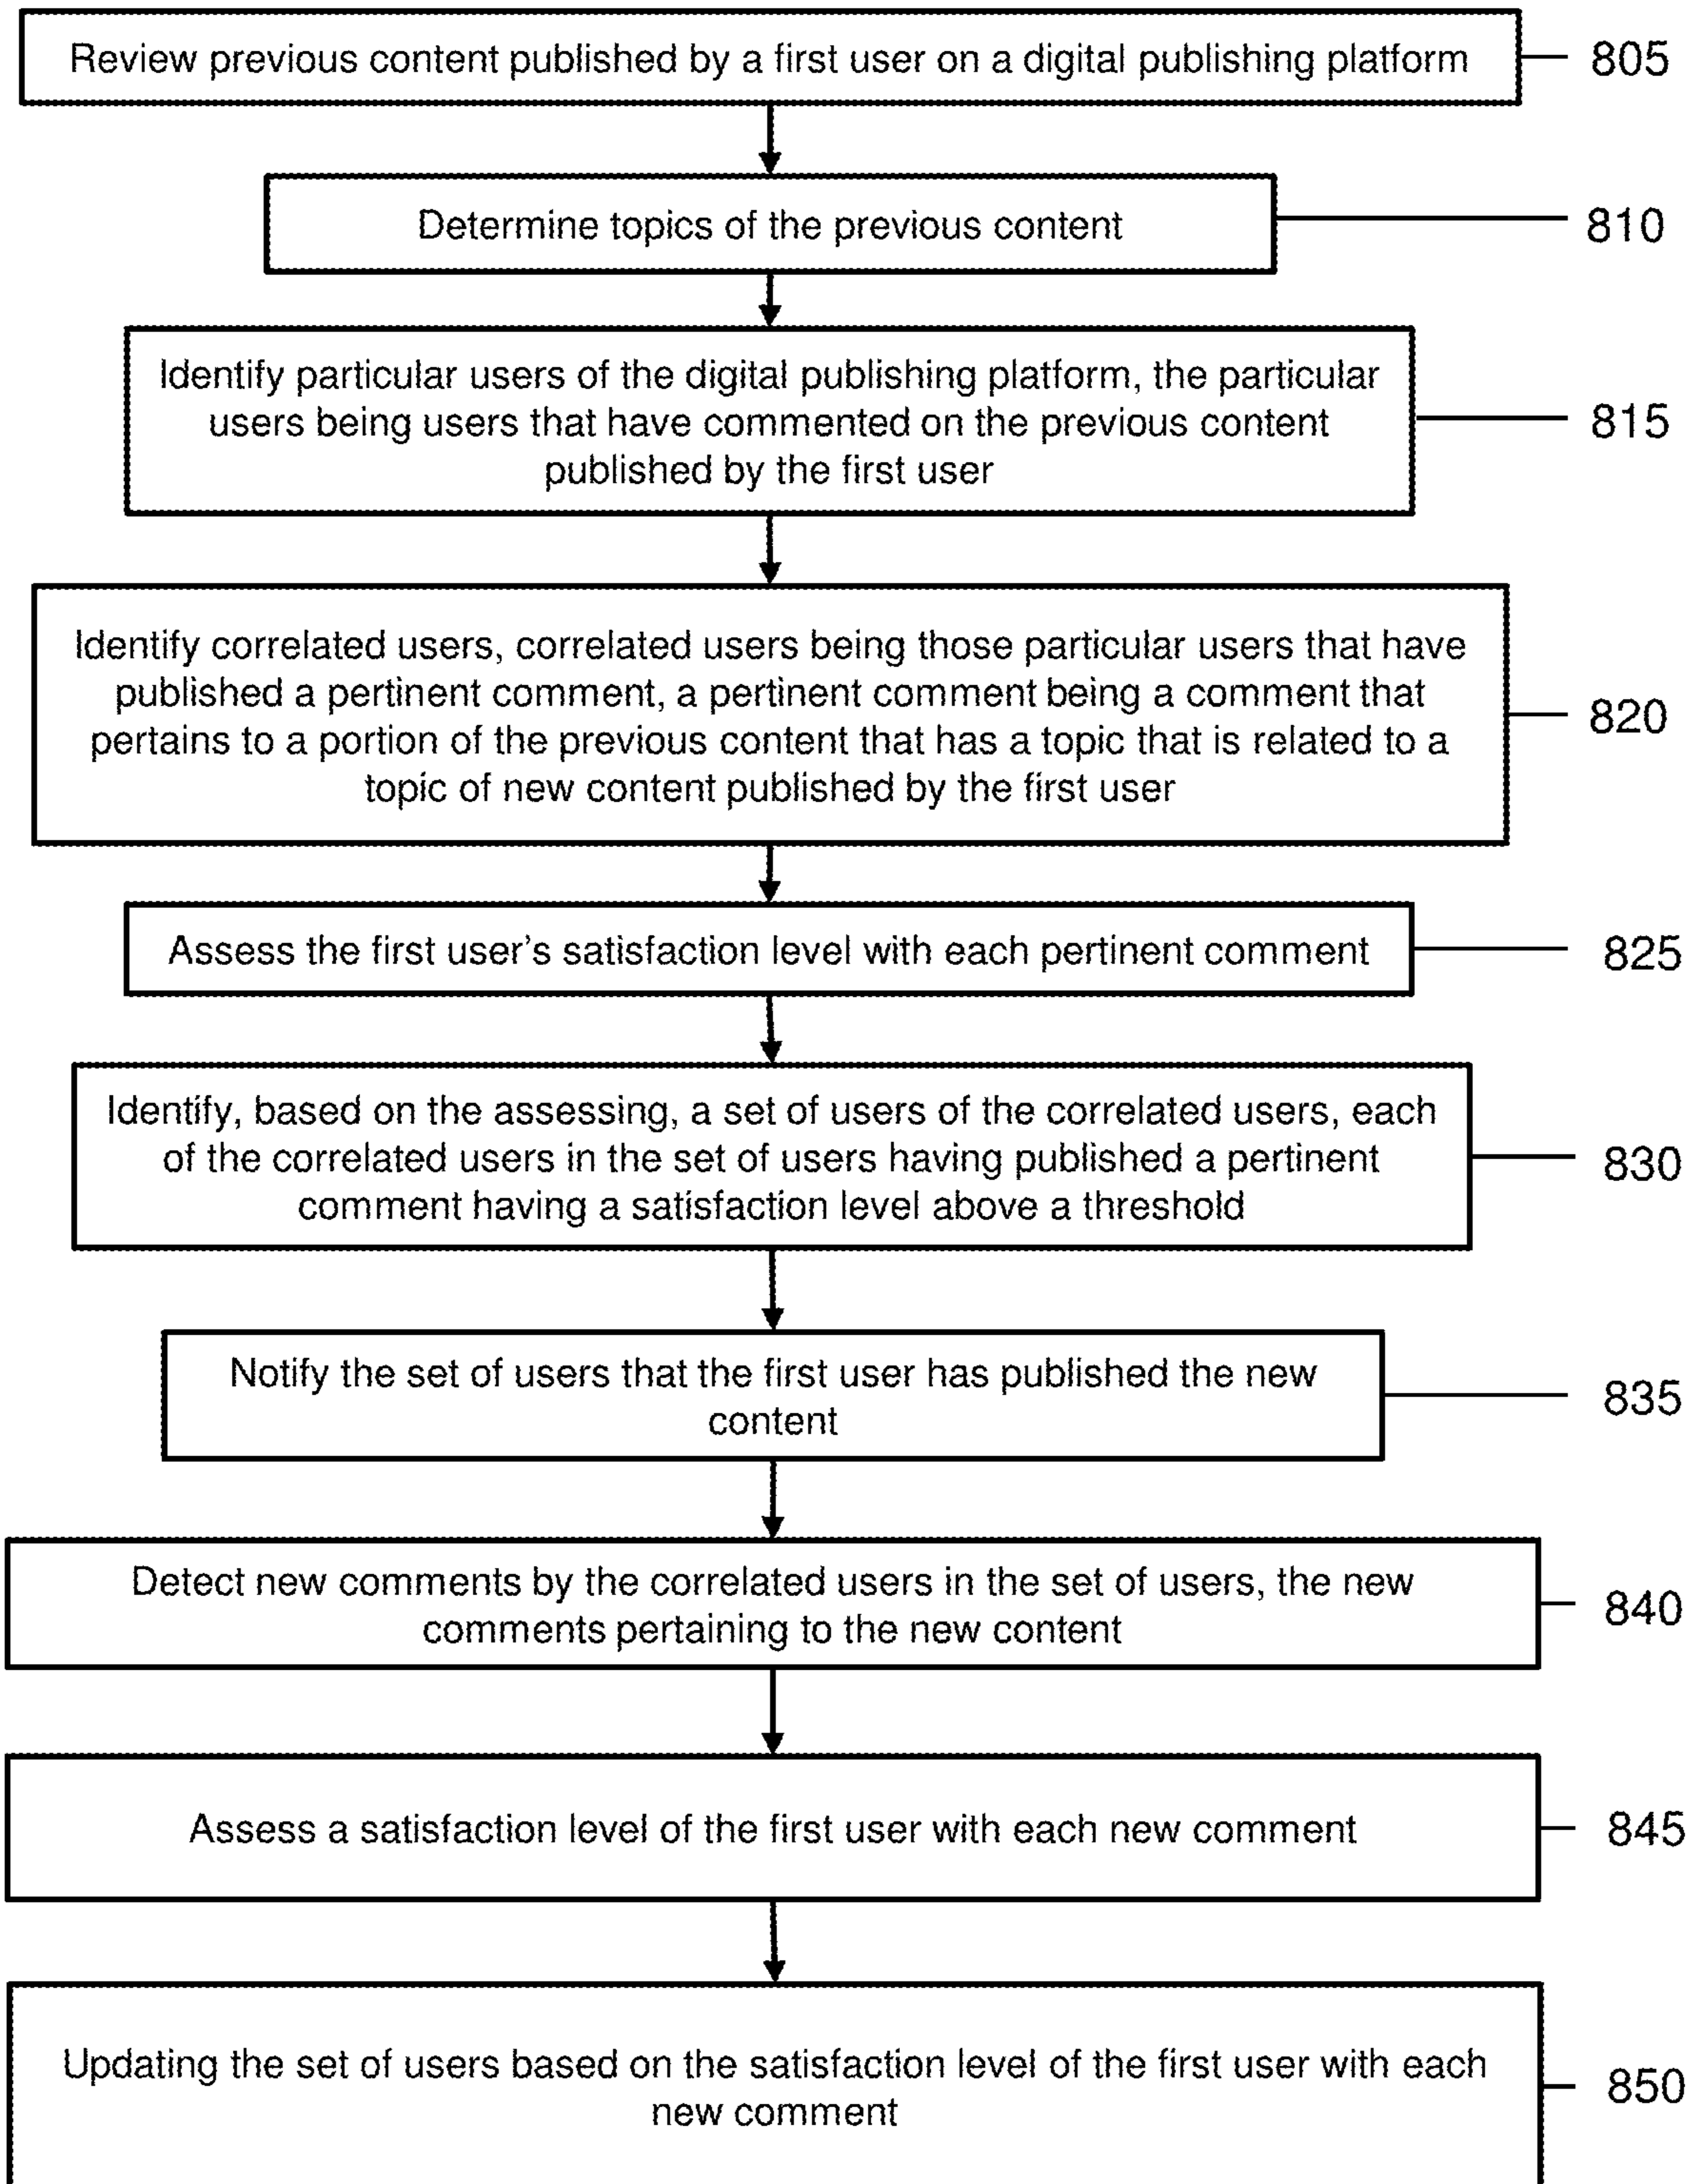 Review previous content published by a first user on a digital publishing platform
805
Determine topics of the previous content
810
Identify particular users of the digital publishing platform, the particular
users being users that have commented on the previous content
published by the first user
815
Identify correlated users, correlated users being those particular users that have
published a pertinent comment, a pertinent comment being a comment that
pertains to a portion of the previous content that has a topic that is related to a
topic of new content published by the first user
820
Assess the first user's satisfaction level with each pertinent comment
825
Identify, based on the assessing, a set of users of the correlated users, each
of the correlated users in the set of users having published a pertinent
comment having a satisfaction level above a threshold
830
Notify the set of users that the first user has published the new
content
835
Detect new comments by the correlated users in the set of users, the new
comments pertaining to the new content
840
Assess a satisfaction level of the first user with each new comment
845
Updating the set of users based on the satisfaction level of the first user with each
new comment
850